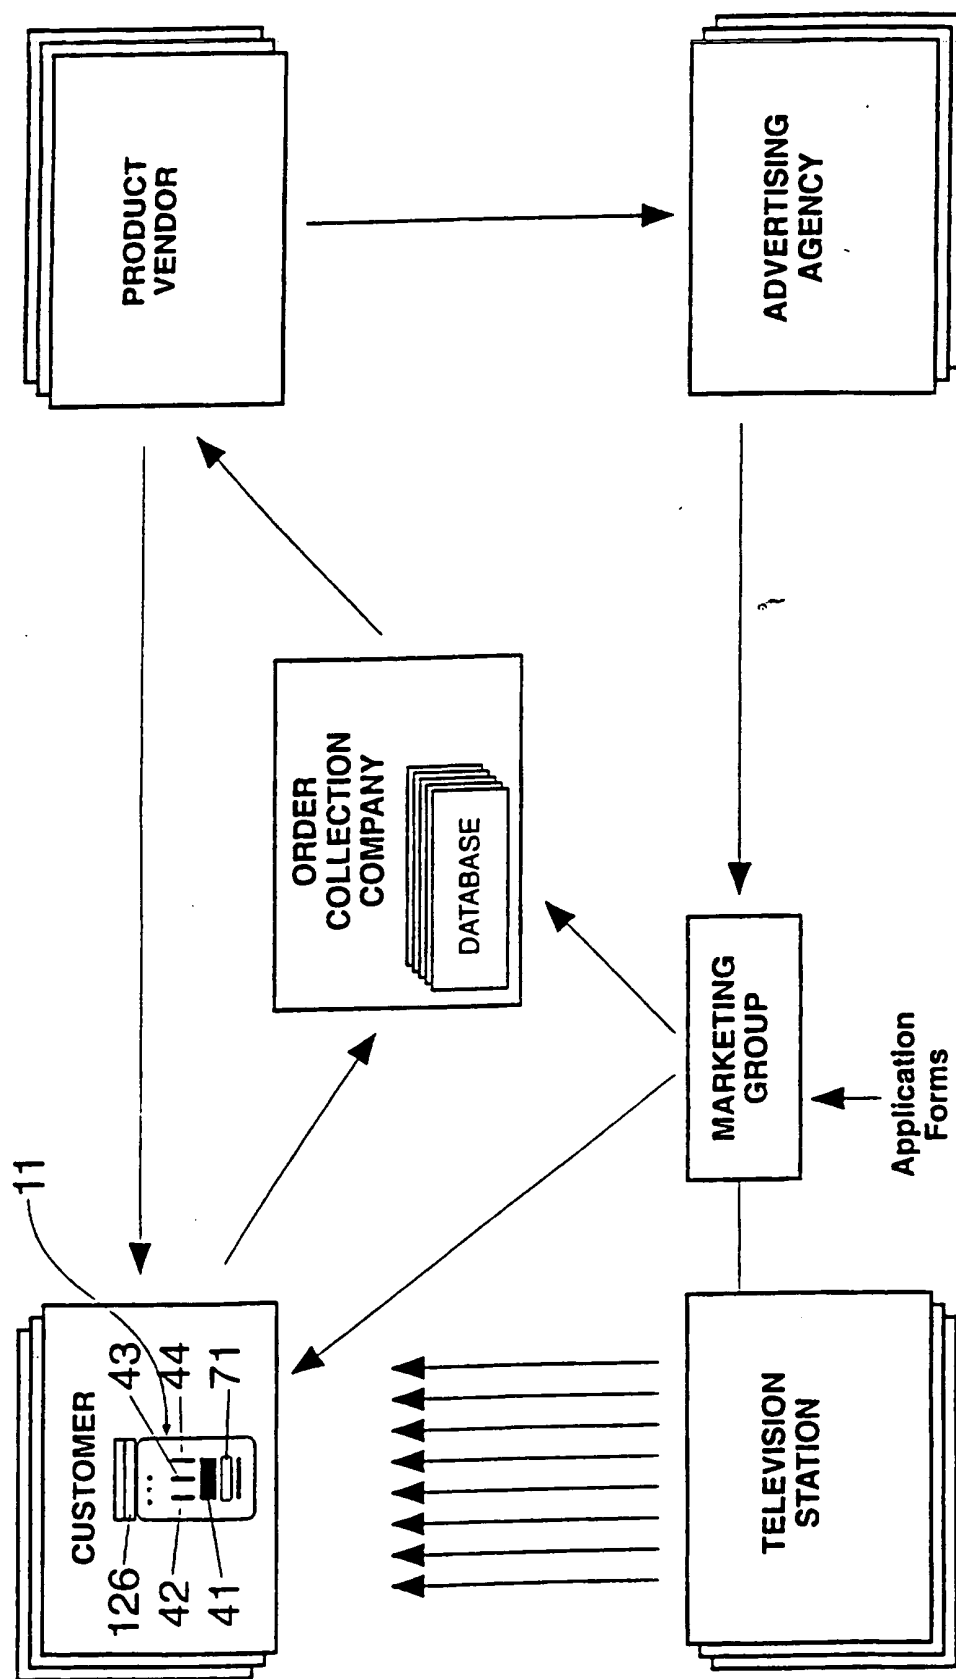 CUSTOMER
126
42
41
43
44
71
11
PRODUCT
VENDOR
ORDER
COLLECTION
COMPANY
DATABASE
TELEVISION
STATION
MARKETING
GROUP
Application
Forms
ADVERTISING
AGENCY